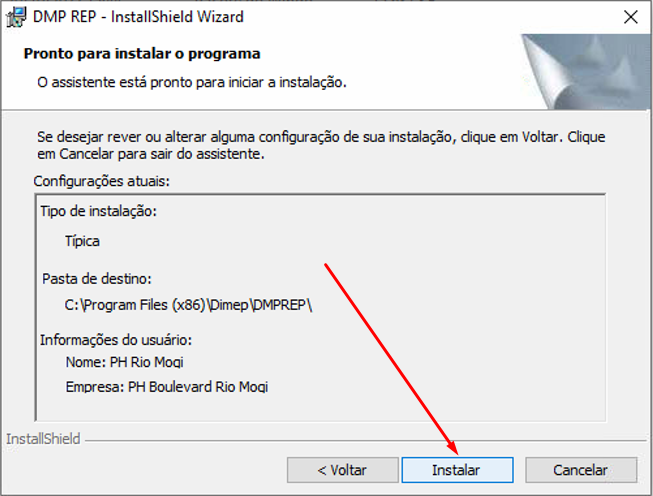 DMP REP - InstallShield Wizard
Pronto para instalar o programa
O assistente está pronto para iniciar a instalação.
Se desejar rever ou alterar alguma configuração de sua instalação, clique em Voltar. Clique
em Cancelar para sair do assistente.
Configurações atuais:
Tipo de instalação:
Típica
Pasta de destino:
C:\Program Files (x86)\Dimep\DMPREP\
Informações do usuário:
Nome: PH Rio Mogi
Empresa: PH Boulevard Rio Mogi
InstallShield
< Voltar
Instalar
Cancelar